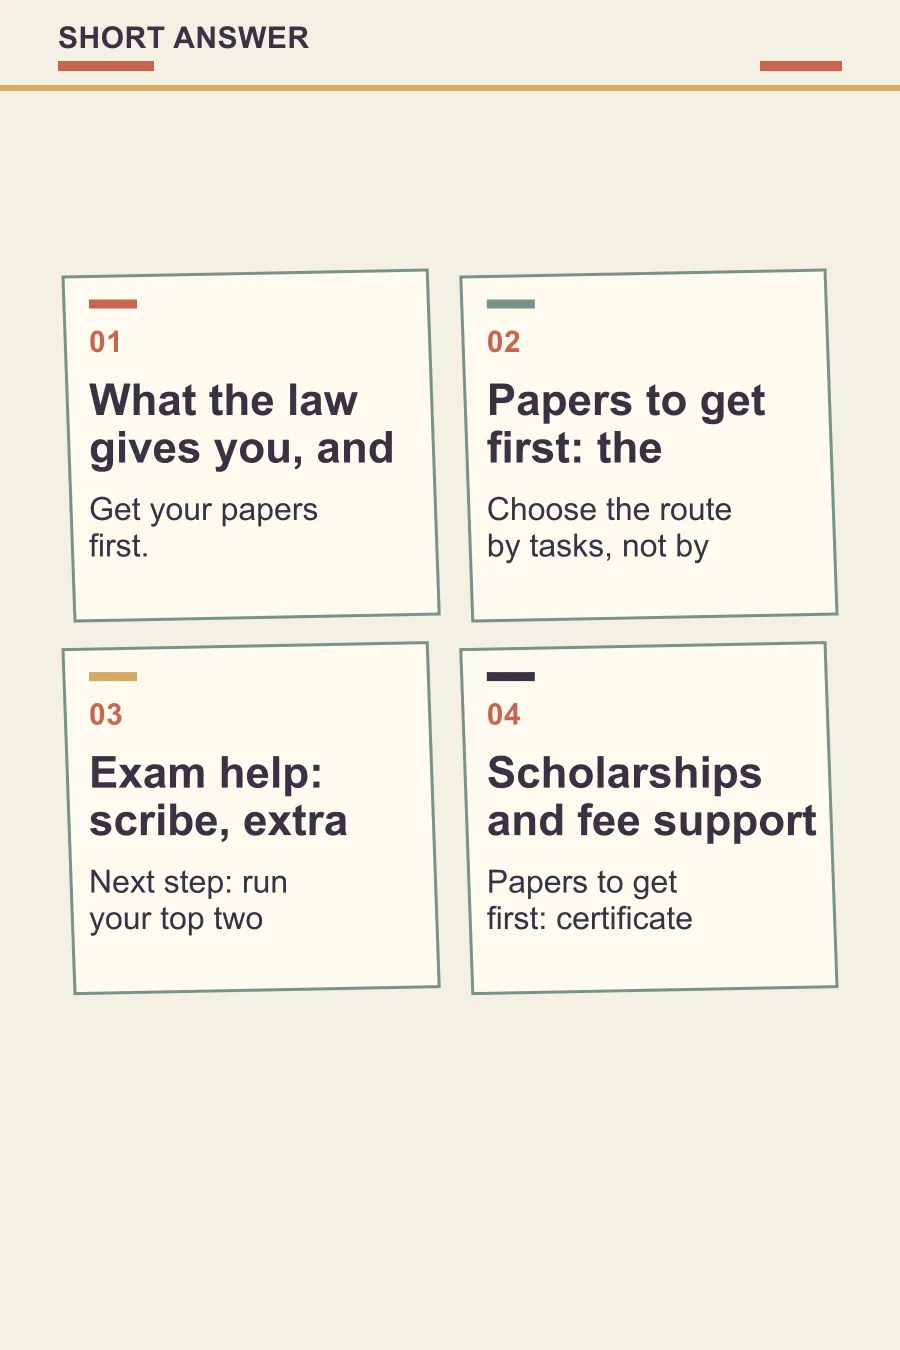 SHORT ANSWER
01
What the law
gives you, and
Get your papers
first.
02
Papers to get
first: the
Choose the route
by tasks, not by
03
Exam help:
scribe, extra
Next step: run
your top two
04
Scholarships
and fee support
Papers to get
first: certificate